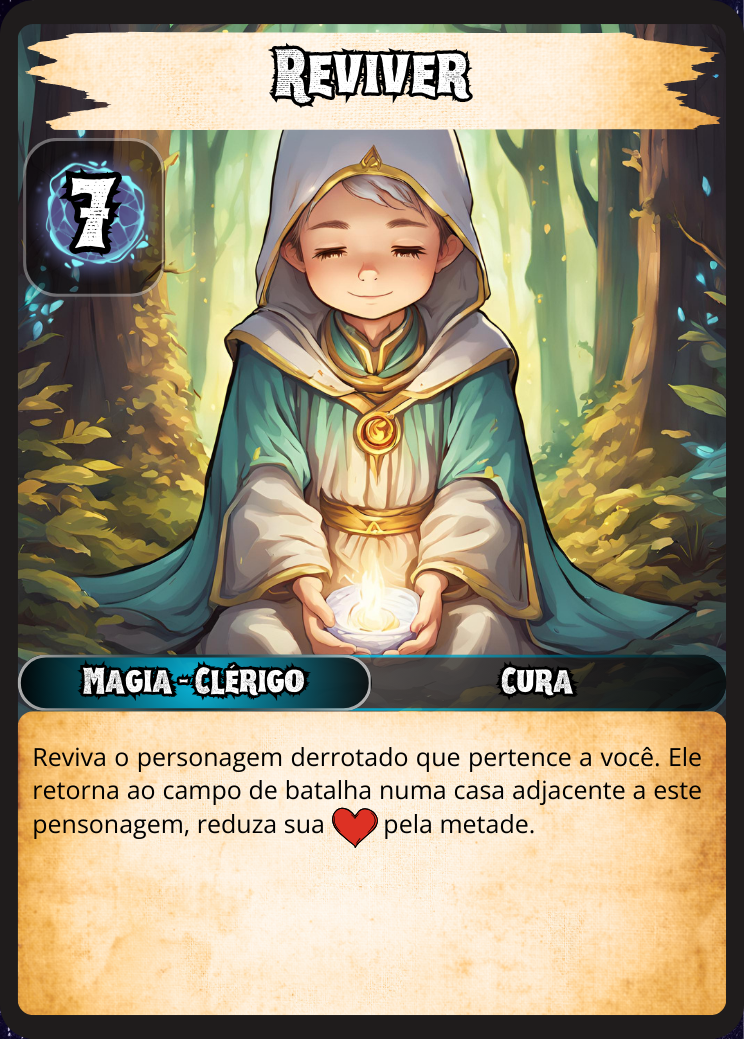 Reviver
7
Magia - Clérigo
Cura
Reviva o personagem derrotado que pertence a você. Ele
retorna ao campo de batalha numa casa adjacente a este
pensonagem, reduza sua ❤ pela metade.